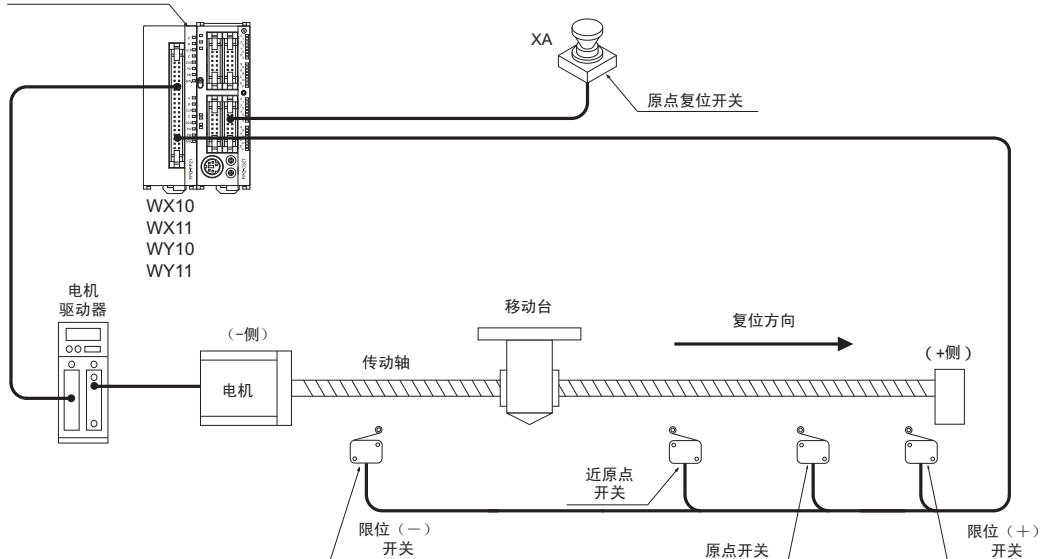 XA
原点复位开关
WX10
WX11
WY10
WY11
电机
驱动器
（-侧）
移动台
复位方向
（+侧）
传动轴
电机
近原点
开关
限位（－）
开关
原点开关
限位（＋）
开关